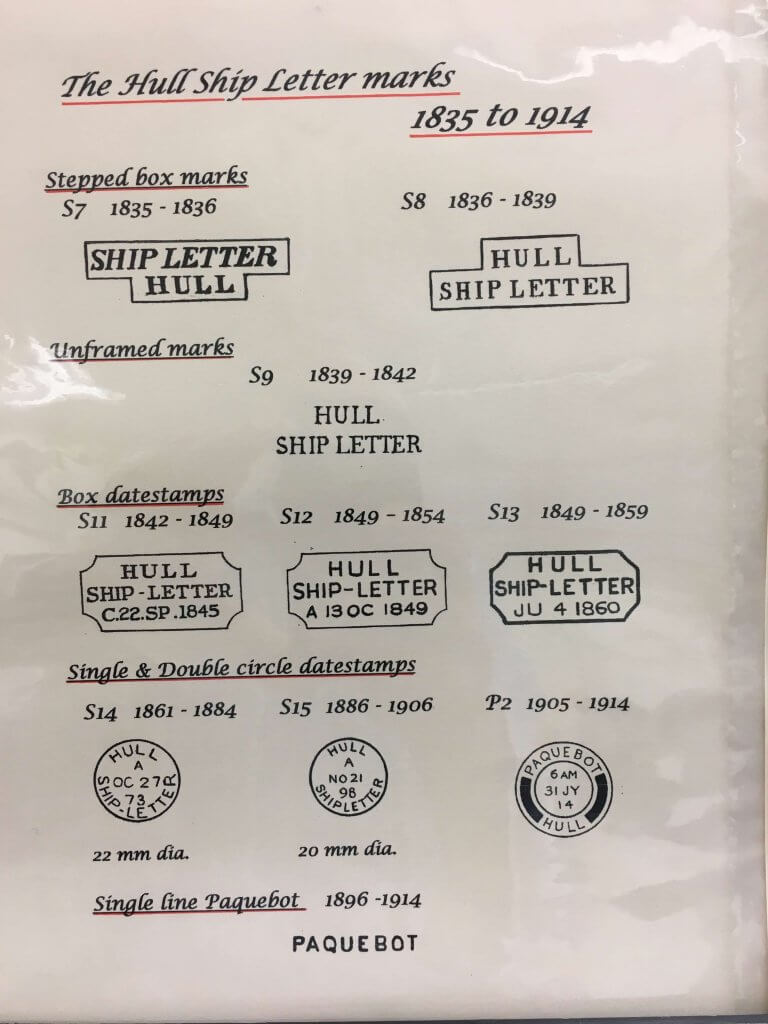 The Hull Ship Letter marks
1835 to 1914
Stepped box marks
S7 1835 - 1836
S8 1836 - 1839
SHIP LETTER
HULL
HULL
SHIP LETTER
Unframed marks
S9 1839 - 1842
HULL
SHIP LETTER
Box datestamps
S11 1842 - 1849
S12 1849 – 1854
S13 1849 - 1859
HULL
SHIP-LETTER
C.22.SP.1845
HULL
SHIP-LETTER
A 13 OC 1849
HULL
SHIP-LETTER
JU 4 1860
Single & Double circle datestamps
S14 1861 - 1884
S15 1886 - 1906
P2 1905 - 1914
HULL
A
OC 27
73
SHIP-LETTER
HULL
A
NO 21
98
SHIPLETTER
PAQUEBOT
6 AM
31 JY
14
HULL
22 mm dia.
20 mm dia.
Single line Paquebot 1896 -1914
PAQUEBOT